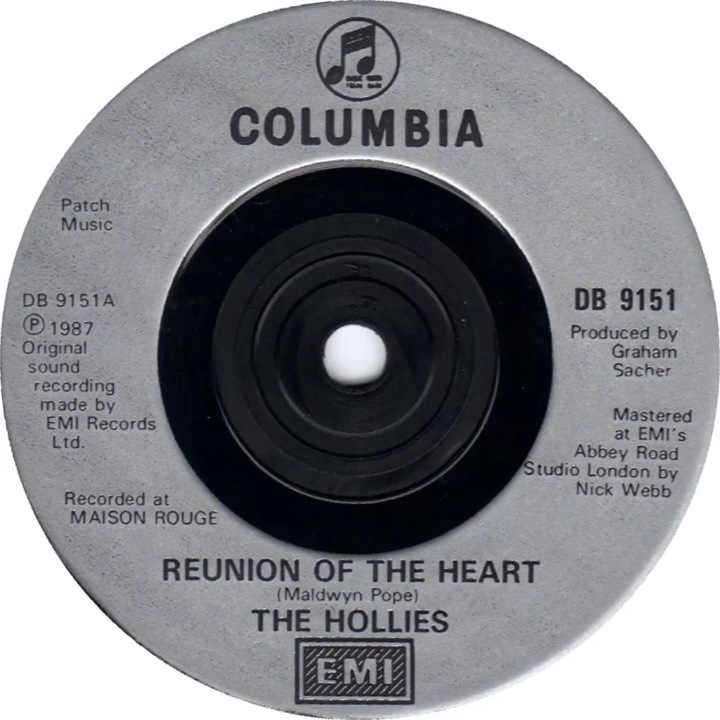 COLUMBIA
Patch
Music
DB 9151A
Ⓟ 1987
Original
sound
recording
made by
EMI Records
Ltd.
Recorded at
MAISON ROUGE
DB 9151
Produced by
Graham
Sacher
Mastered
at EMI's
Abbey Road
Studio London by
Nick Webb
REUNION OF THE HEART
(Maldwyn Pope)
THE HOLLIES
EMI